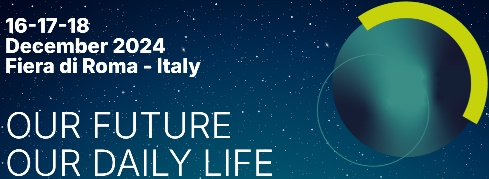 16-17-18
December 2024
Fiera di Roma - Italy
OUR FUTURE
OUR DAILY LIFE